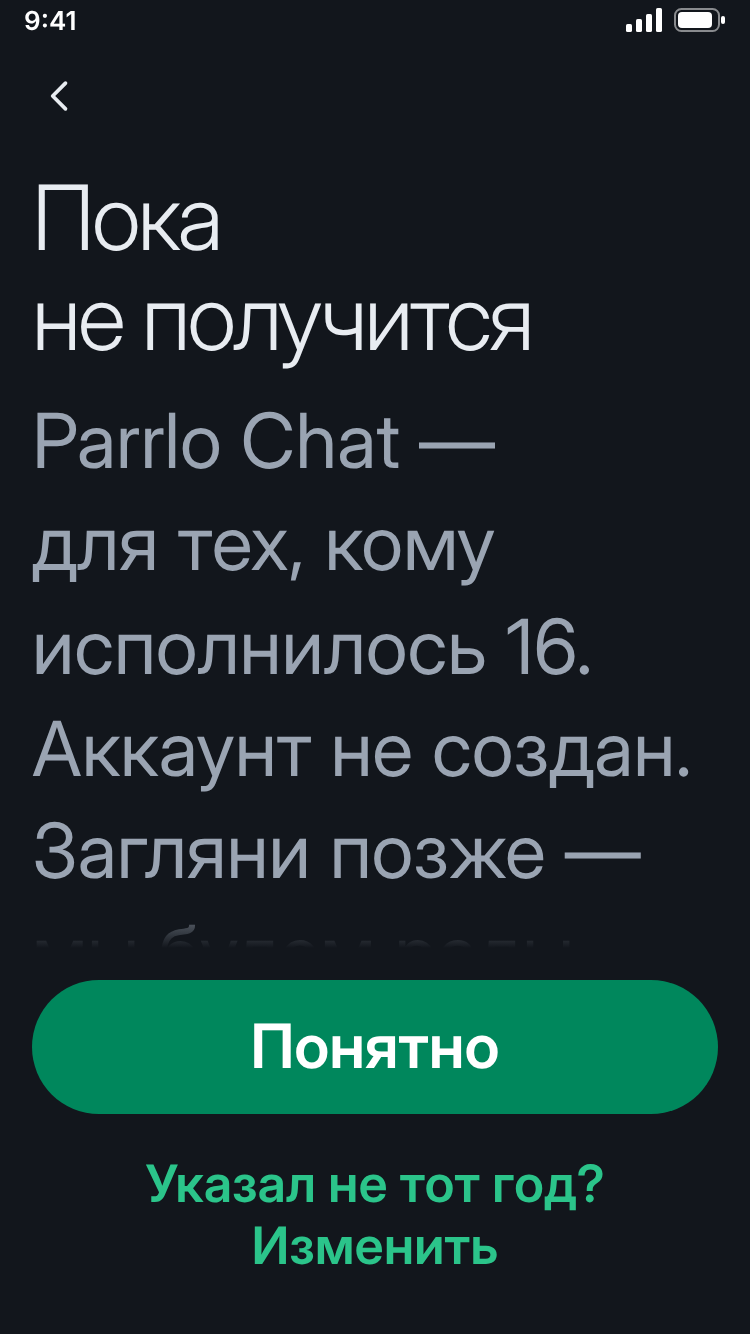 9:41
Пока
не получится
Parrlo Chat —
для тех, кому
исполнилось 16.
Аккаунт не создан.
Загляни позже —
Понятно
Указал не тот год?
Изменить